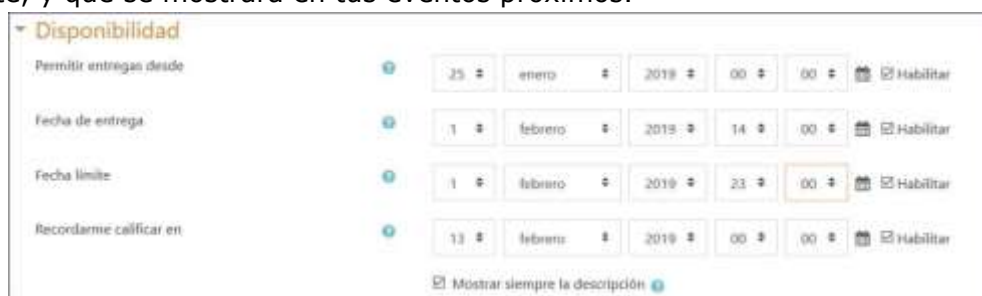 y que se mostrará en tus eventos próximos.
Disponibilidad
Permitir entregas desde 25 enero 2019 00 00 Habilitar
Fecha de entrega 1 febrero 2019 14 00 Habilitar
Fecha límite 1 febrero 2019 23 00 Habilitar
Recordarme calificar en 13 febrero 2019 00 00 Habilitar
Mostrar siempre la descripción